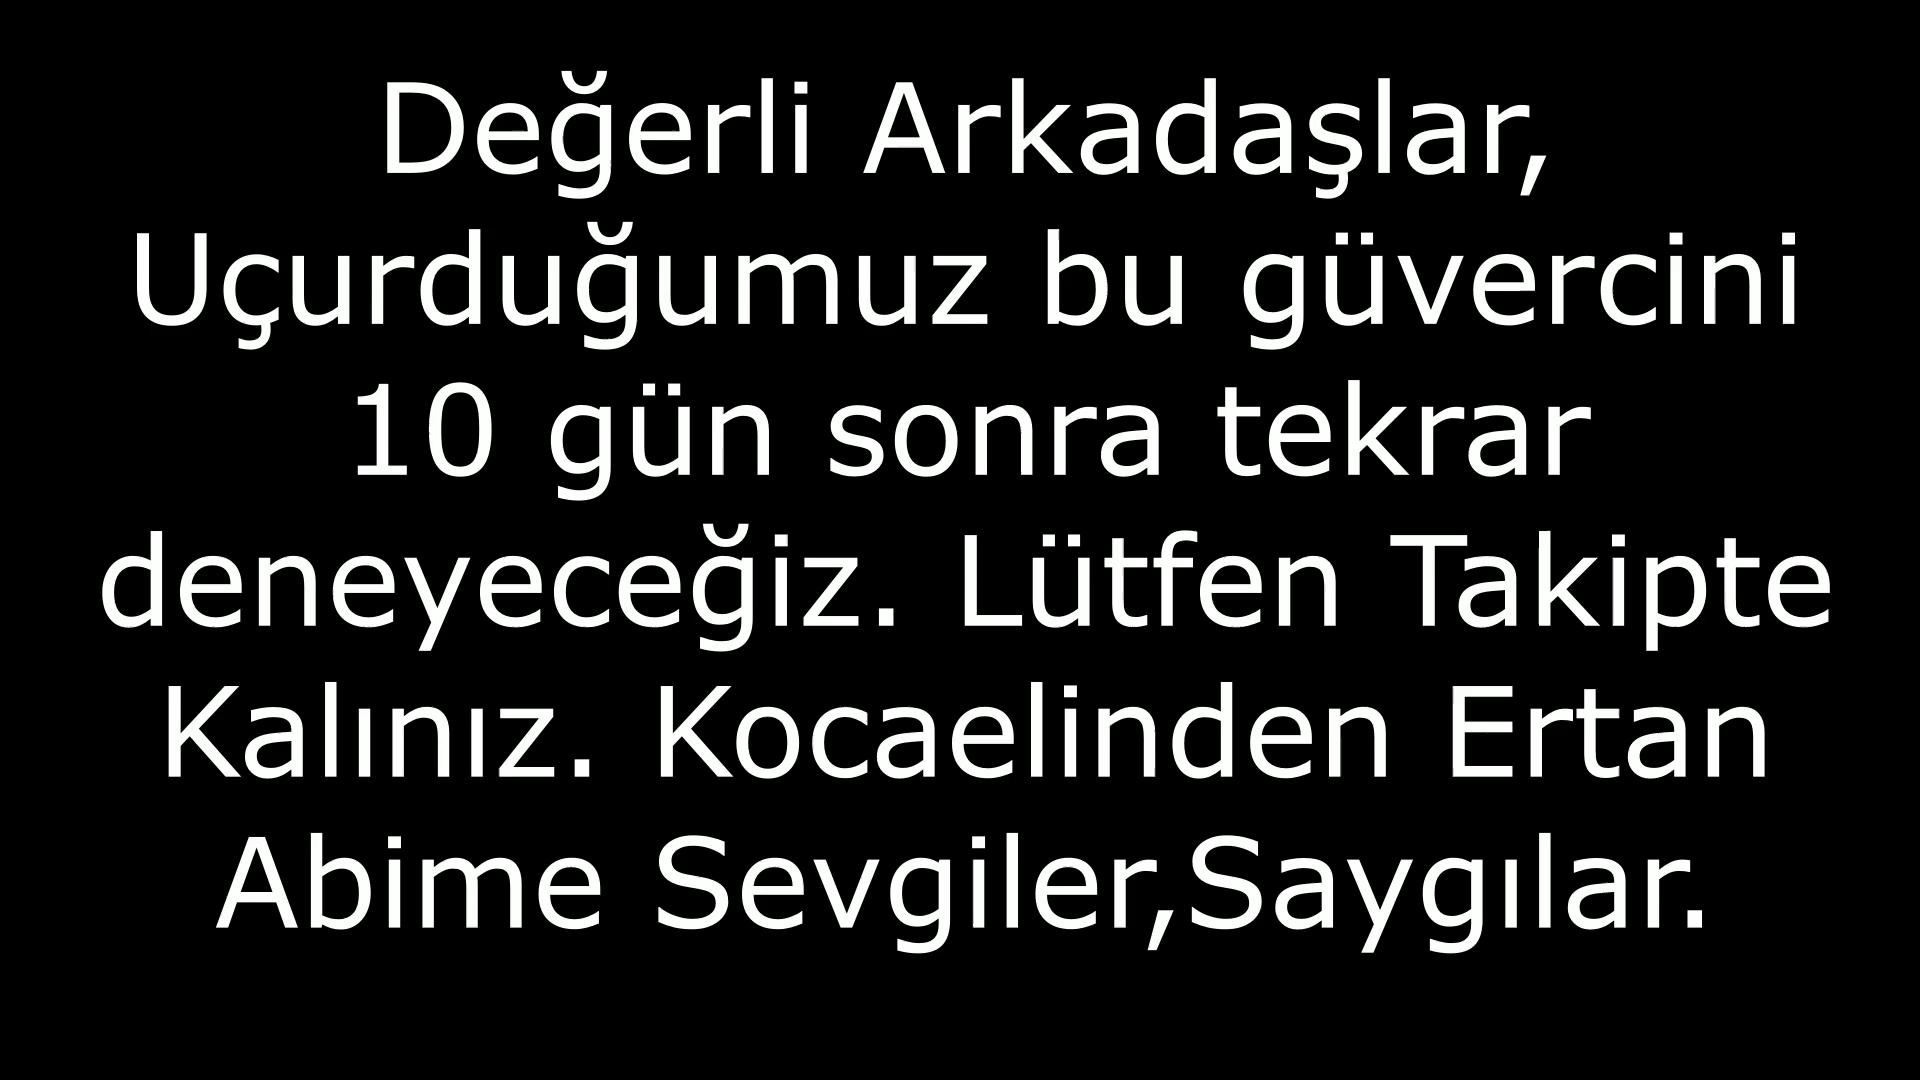 Değerli Arkadaşlar,
Uçurduğumuz bu güvercini
10 gün sonra tekrar
deneyeceğiz. Lütfen Takipte
Kalınız. Kocaelinden Ertan
Abime Sevgiler,Saygılar.